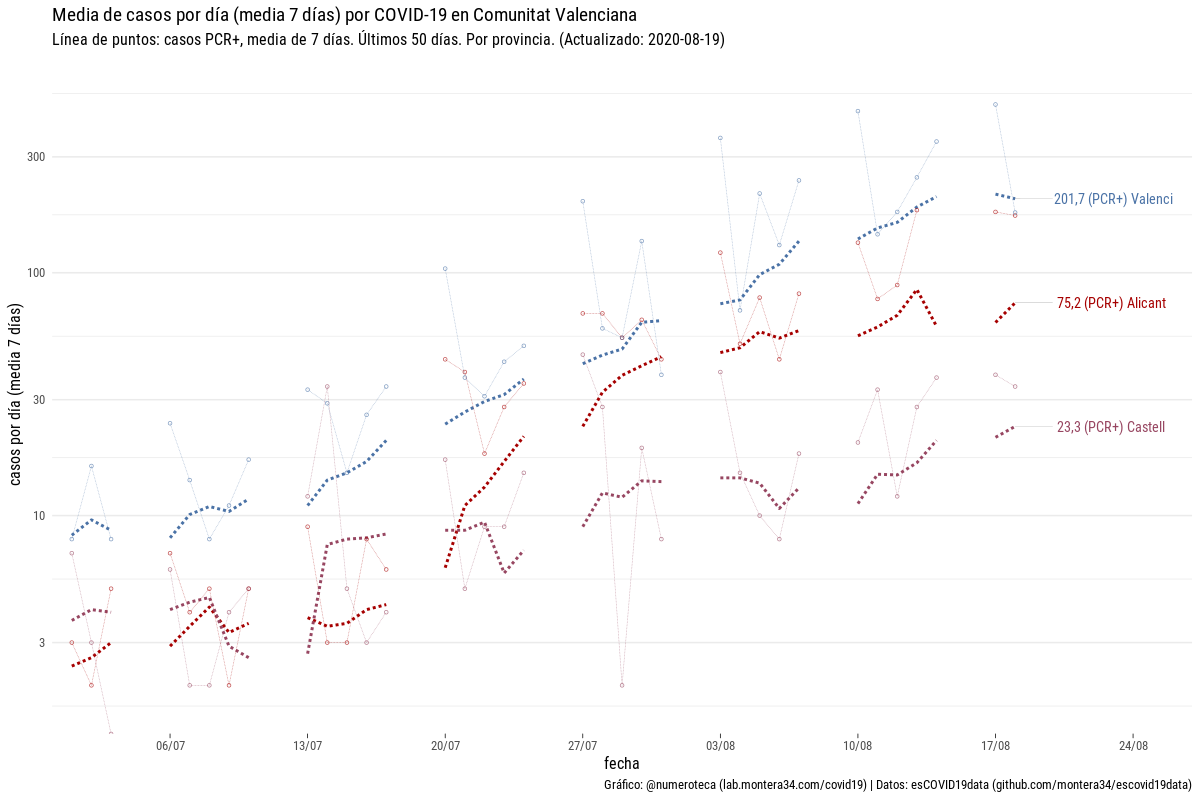 Media de casos por día (media 7 días) por COVID-19 en Comunitat Valenciana
Línea de puntos: casos PCR+, media de 7 días. Últimos 50 días. Por provincia. (Actualizado: 2020-08-19)
casos por día (media 7 días)
300
100
30
10
3
201,7 (PCR+) Valenci
75,2 (PCR+) Alicant
23,3 (PCR+) Castell
06/07
13/07
20/07
27/07
03/08
10/08
17/08
24/08
fecha
Gráfico: @numeroteca (lab.montera34.com/covid19) | Datos: esCOVID19data (github.com/montera34/escovid19data)